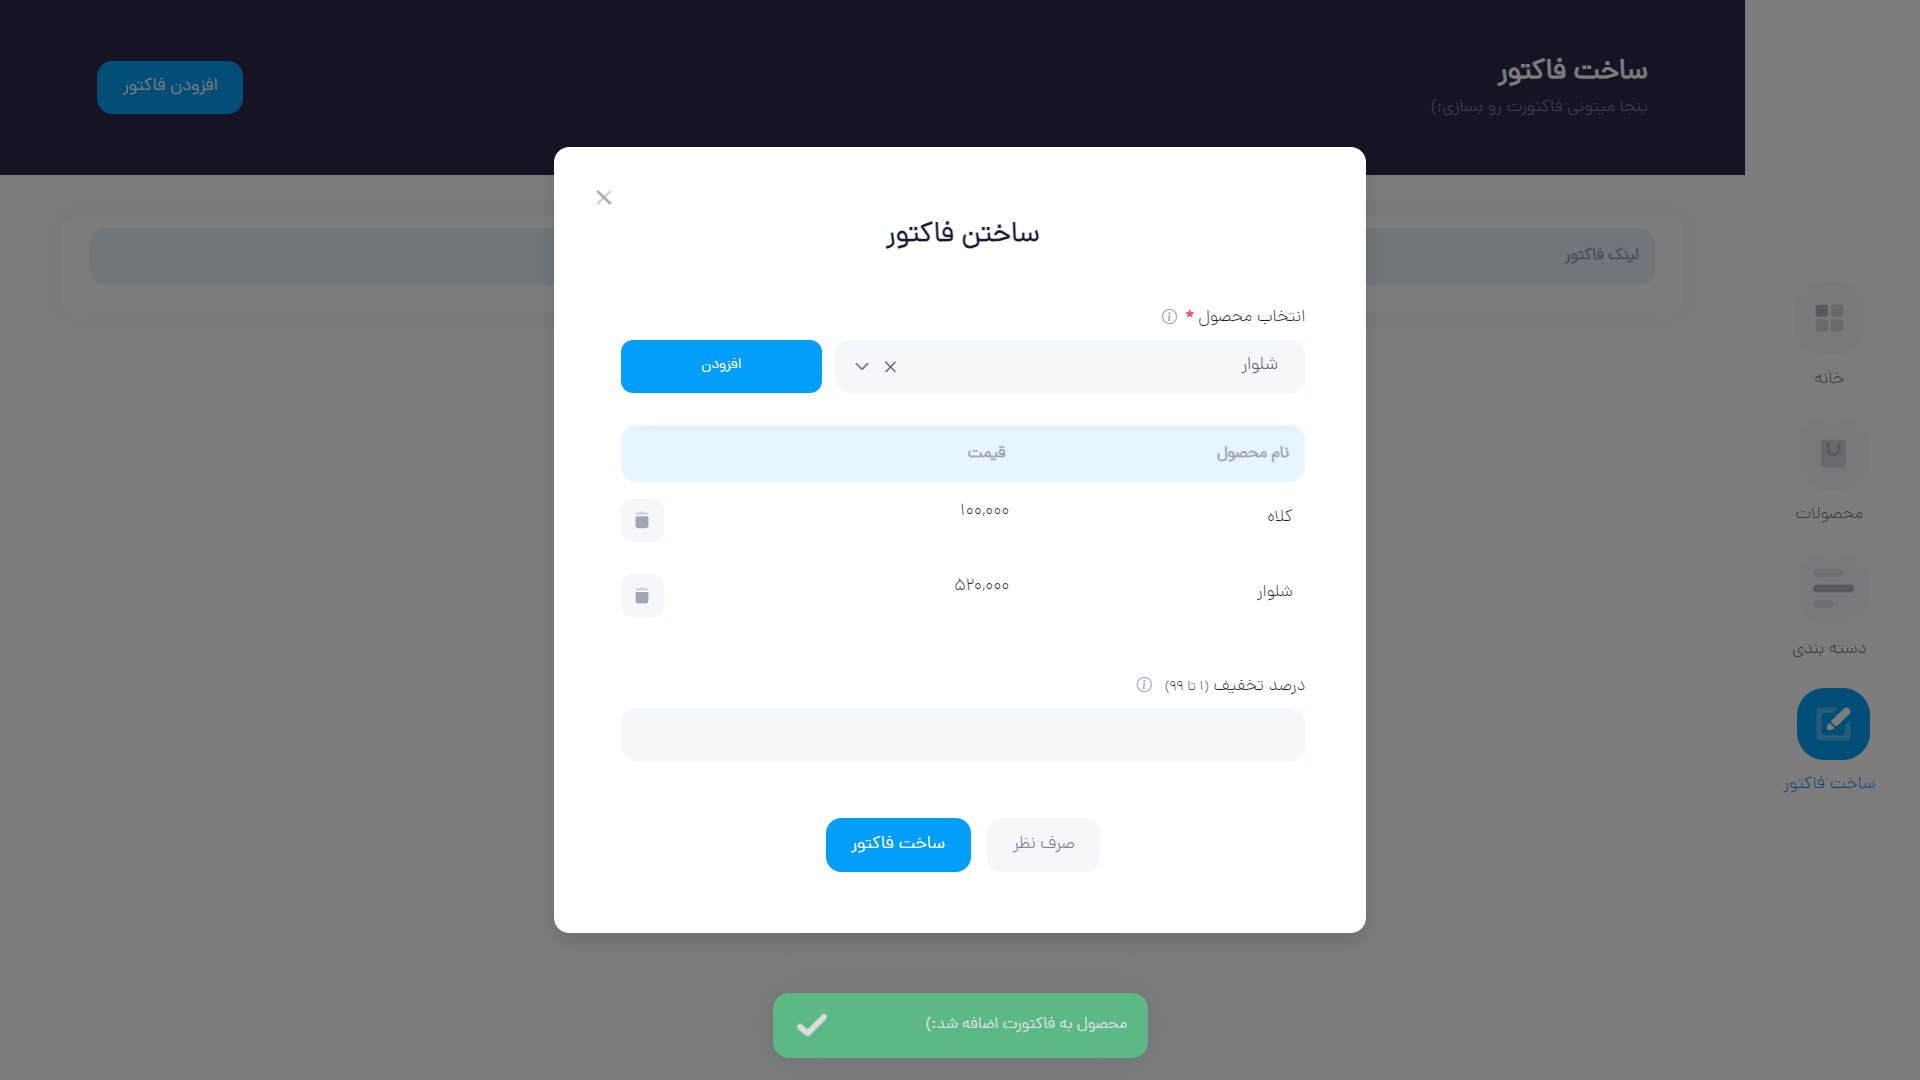 ساخت فاکتور
ینجا میتونی فاکتورت رو بسازی;)
افزودن فاکتور
لینک فاکتور
خانه
محصولات
دسته بندی
ساخت فاکتور
ساختن فاکتور
انتخاب محصول *
شلوار
افزودن
نام محصول قیمت
کلاه ۱۰۰,۰۰۰
شلوار ۵۲۰,۰۰۰
درصد تخفیف (۱ تا ۹۹)
صرف نظر
ساخت فاکتور
محصول به فاکتورت اضافه شد:)